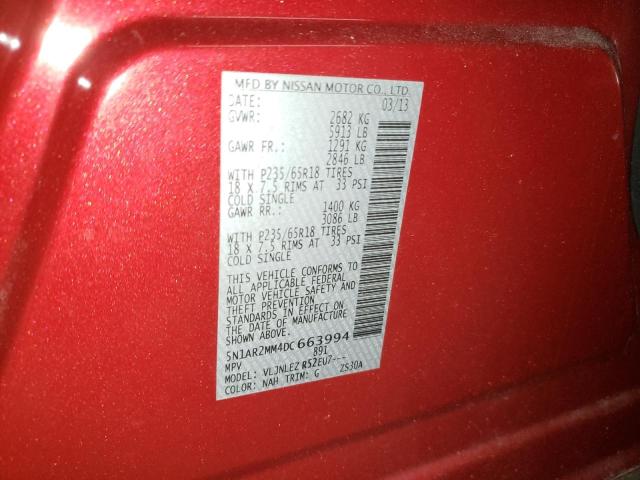 MFD BY NISSAN MOTOR CO., LTD.
DATE: 03/13
GVWR: 2682 KG
5913 LB
GAWR FR.: 1291 KG
2846 LB
WITH P235/65R18 TIRES
18 X 7.5 RIMS AT 33 PSI
COLD SINGLE
GAWR RR.: 1400 KG
3086 LB
WITH P235/65R18 TIRES
18 X 7.5 RIMS AT 33 PSI
COLD SINGLE
THIS VEHICLE CONFORMS TO
ALL APPLICABLE FEDERAL
MOTOR VEHICLE SAFETY AND
THEFT PREVENTION
STANDARDS IN EFFECT ON
THE DATE OF MANUFACTURE
SHOWN ABOVE.
5N1AR2MM4DC663994
MPV 891
MODEL: VLJNLEZ RS2EU7---
COLOR: NAH TRIM: G ZS30A